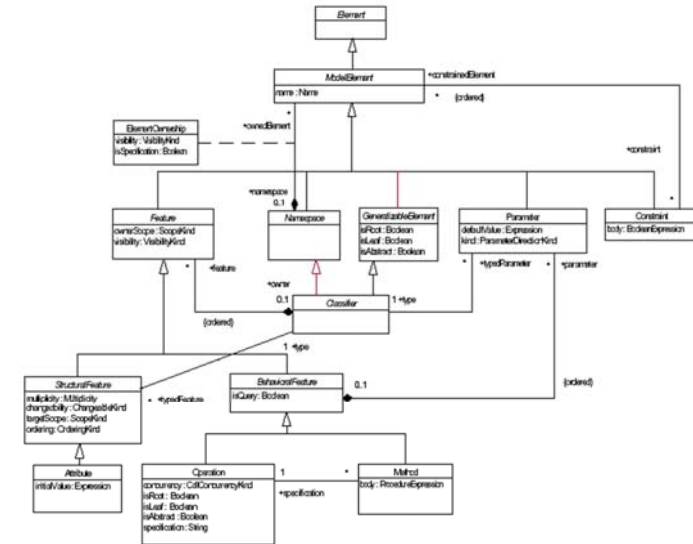 Element
ModelElement
name : Name
+constrainedElement
*
{ordered}
*
+ownedElement
ElementOwnership
visibility : VisibilityKind
isSpecification : Boolean
+constraint
*
+namespace
0..1
Feature
ownerScope : ScopeKind
visibility : VisibilityKind
Namespace
GeneralizableElement
isRoot : Boolean
isLeaf : Boolean
isAbstract : Boolean
Parameter
defaultValue : Expression
kind : ParameterDirectionKind
Constraint
body : BooleanExpression
*
+feature
+owner
0..1
{ordered}
Classifier
1 +type
*
+typedParameter
*
+parameter
1 +type
*
+typedFeature
StructuralFeature
multiplicity : Multiplicity
changeability : ChangeableKind
targetScope : ScopeKind
ordering : OrderingKind
BehavioralFeature
isQuery : Boolean
0..1
{ordered}
Attribute
initialValue : Expression
Operation
concurrency : CallConcurrencyKind
isRoot : Boolean
isLeaf : Boolean
isAbstract : Boolean
specification : String
1
*
+specification
Method
body : ProcedureExpression